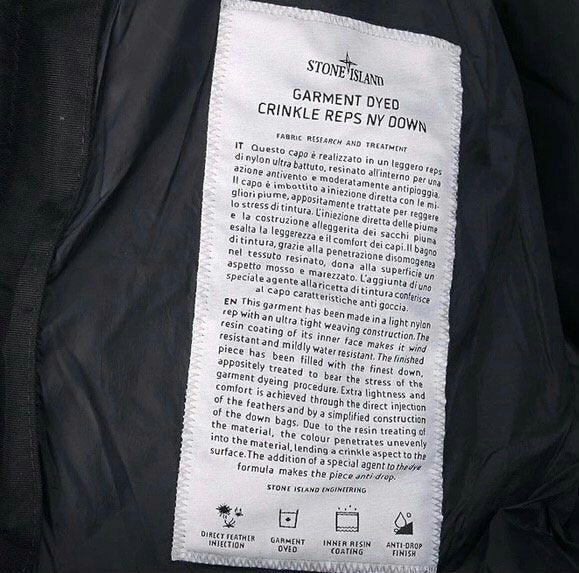 STONE ISLAND
GARMENT DYED
CRINKLE REPS NY DOWN
FABRIC RESEARCH AND TREATMENT
IT Questo capo è realizzato in un leggero reps
di nylon ultra battuto, resinato all'interno per una
azione antivento e moderatamente antipioggia.
Il capo è imbottito a iniezione diretta con le mi-
gliori piume, appositamente trattate per reggere
lo stress di tintura. L'iniezione diretta delle piume
e la costruzione alleggerita dei sacchi piuma
esalta la leggerezza e il comfort dei capi. Il bagno
di tintura, grazie alla penetrazione disomogenea
nel tessuto resinato, dona alla superficie un
aspetto mosso e marezzato. L'aggiunta di uno
speciale agente alla ricetta di tintura conferisce
al capo caratteristiche anti goccia.
EN This garment has been made in a light nylon
rep with an ultra tight weaving construction. The
resin coating of its inner face makes it wind
resistant and mildly water resistant. The finished
piece has been filled with the finest down,
appositely treated to bear the stress of the
garment dyeing procedure. Extra lightness and
comfort is achieved through the direct injection
of the feathers and by a simplified construction
of the down bags. Due to the resin treating of
the material, the colour penetrates unevenly
into the material, lending a crinkle aspect to the
surface. The addition of a special agent to the dye
formula makes the piece anti-drop.
STONE ISLAND ENGINEERING
DIRECT FEATHER
INJECTION
GARMENT
DYED
INNER RESIN
COATING
ANTI-DROP
FINISH